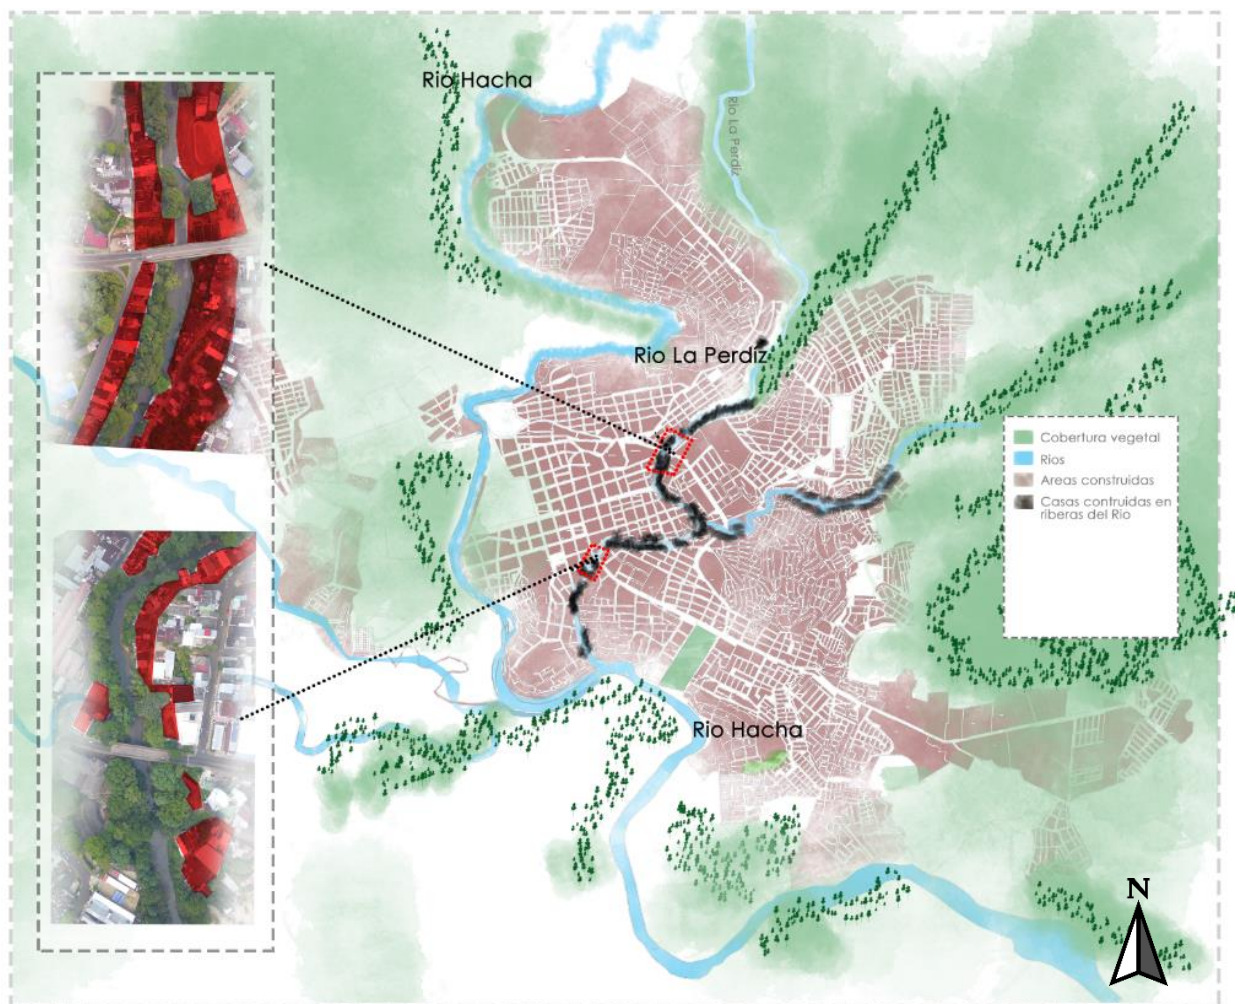 Rio Hacha
Rio La Perdiz
Rio La Perdiz
Cobertura vegetal
Rios
Areas construidas
Casas contruidas en
riberas del Rio
Rio Hacha
N